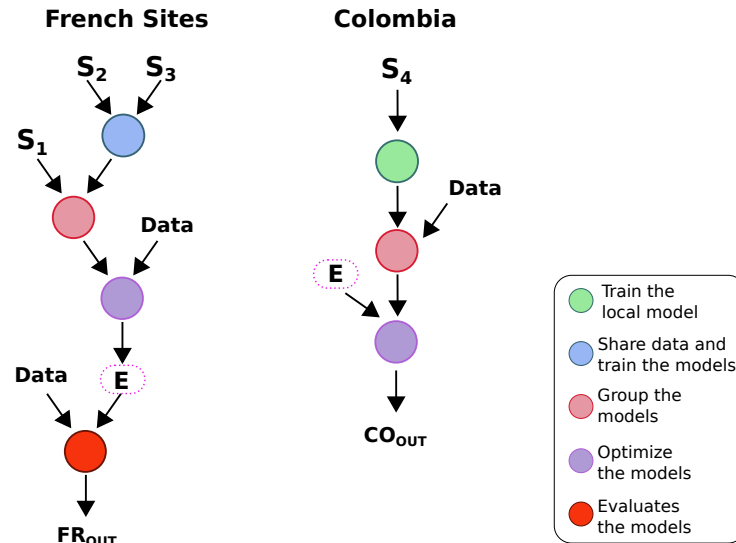 French Sites
S2
S3
S1
Data
E
Data
FROUT
Colombia
S4
Data
E
COOUT
Train the
local model
Share data and
train the models
Group the
models
Optimize
the models
Evaluates
the models